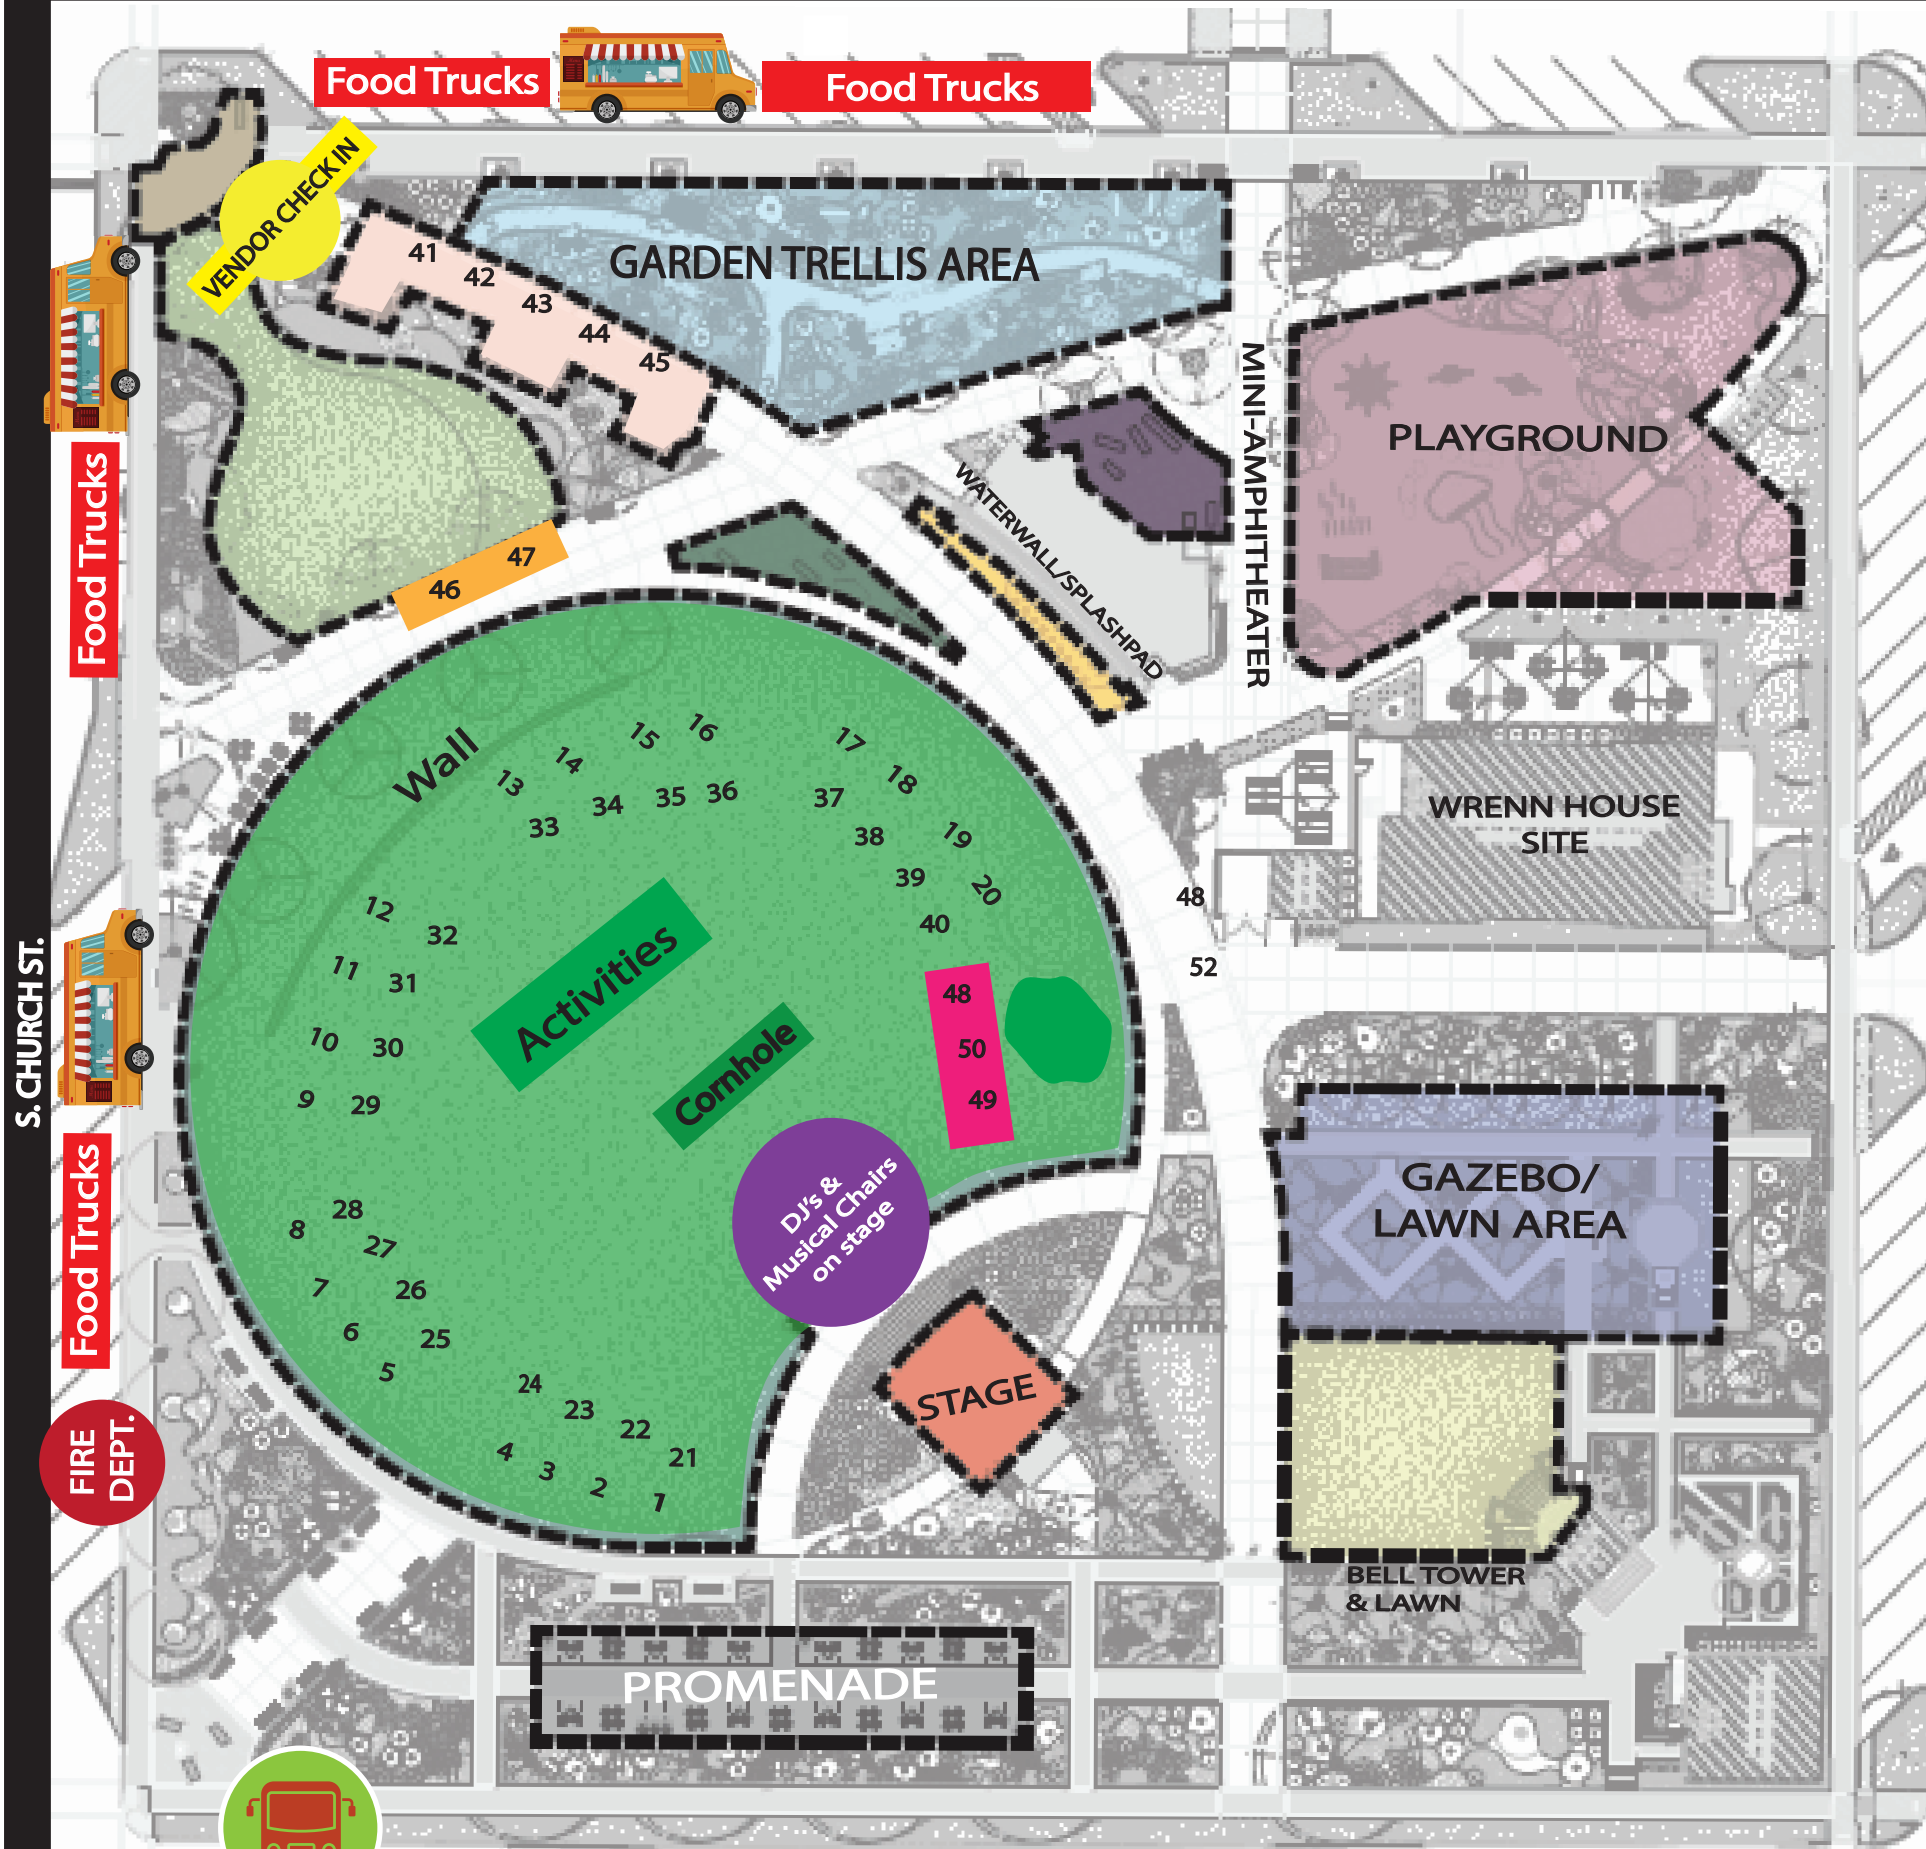 Food Trucks
Food Trucks
VENDOR CHECK IN
41
42
43
44
45
GARDEN TRELLIS AREA
PLAYGROUND
MINI-AMPHITHEATER
WATERWALL/SPLASHPAD
Food Trucks
46
47
Wall
13
14
15
16
17
18
19
20
33
34
35
36
37
38
39
40
WRENN HOUSE
SITE
48
52
12
32
11
31
10
30
9
29
Activities
Cornhole
48
50
49
S. CHURCH ST.
Food Trucks
28
8
27
7
26
6
25
5
24
23
22
21
4
3
2
1
DJ's &
Musical Chairs
on stage
STAGE
GAZEBO/
LAWN AREA
FIRE
DEPT.
BELL TOWER
& LAWN
PROMENADE